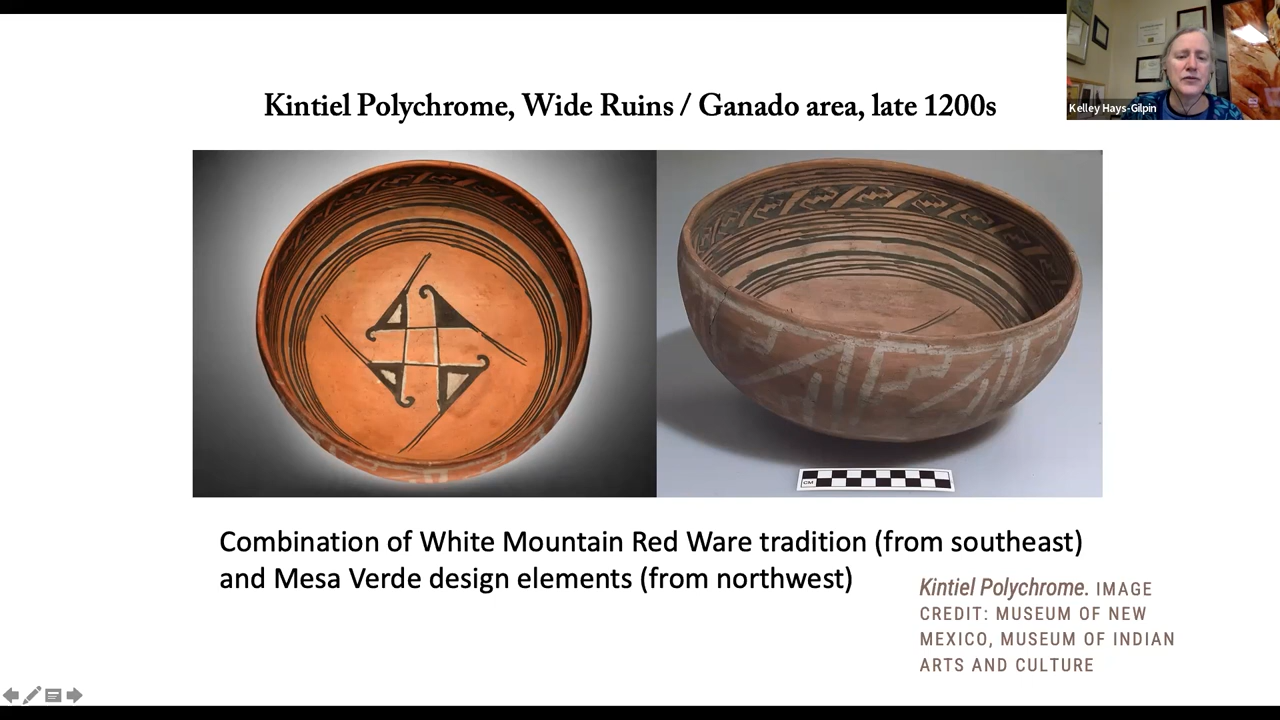 Kintiel Polychrome, Wide Ruins / Ganado area, late 1200s
Kelley Hays-Gilpin
CM
Combination of White Mountain Red Ware tradition (from southeast)
and Mesa Verde design elements (from northwest)
Kintiel Polychrome. IMAGE
CREDIT: MUSEUM OF NEW
MEXICO, MUSEUM OF INDIAN
ARTS AND CULTURE